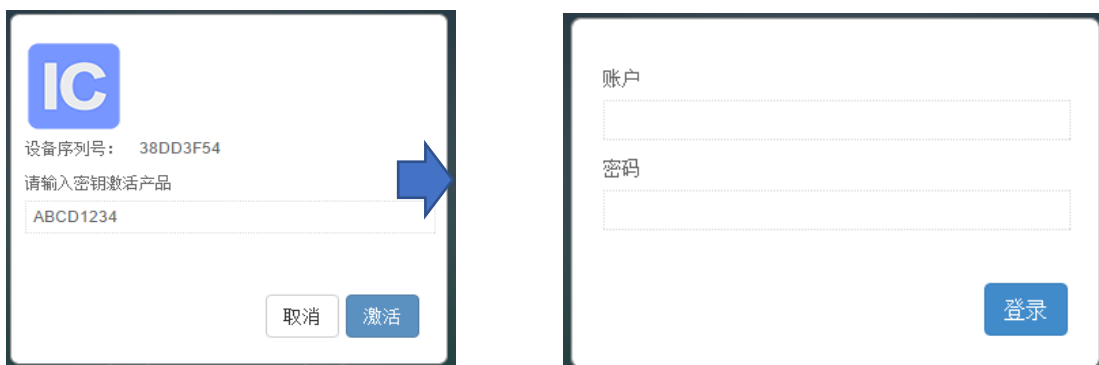 IC
设备序列号： 38DD3F54
请输入密钥激活产品
ABCD1234
取消 激活
账户
密码
登录